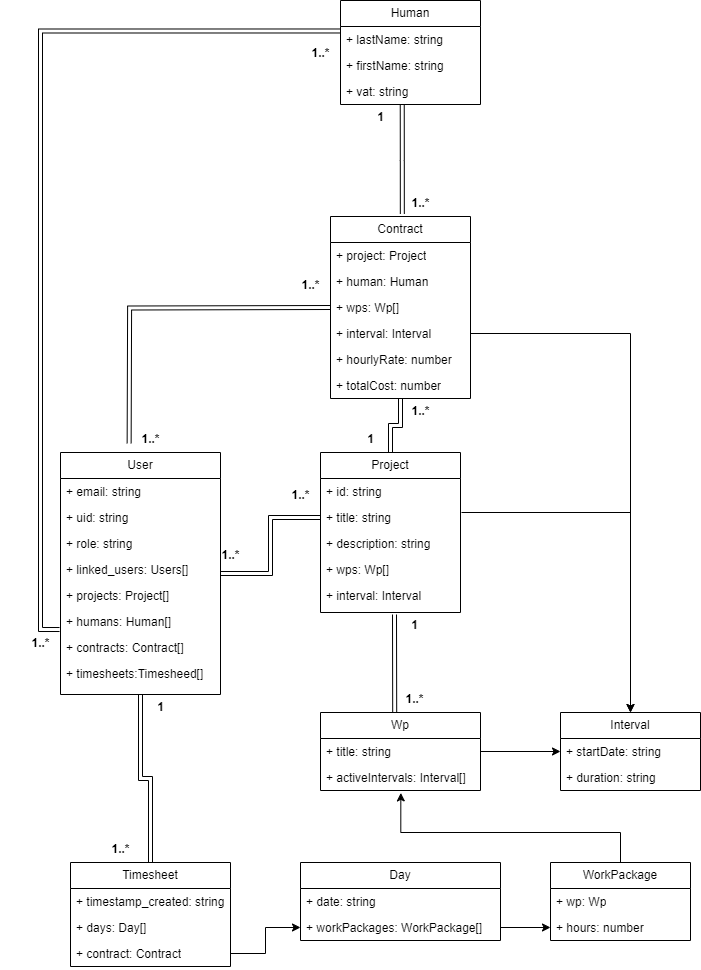 Human
+ lastName: string
+ firstName: string
+ vat: string
1..*
1
1..*
Contract
+ project: Project
+ human: Human
+ wps: Wp[]
+ interval: Interval
+ hourlyRate: number
+ totalCost: number
1..*
1..*
1..*
1
User
+ email: string
+ uid: string
+ role: string
+ linked_users: Users[]
+ projects: Project[]
+ humans: Human[]
+ contracts: Contract[]
+ timesheets:Timesheed[]
1..*
1..*
1..*
1
Project
+ id: string
+ title: string
+ description: string
+ wps: Wp[]
+ interval: Interval
1
1..*
Wp
+ title: string
+ activeIntervals: Interval[]
Interval
+ startDate: string
+ duration: string
1..*
Timesheet
+ timestamp_created: string
+ days: Day[]
+ contract: Contract
Day
+ date: string
+ workPackages: WorkPackage[]
WorkPackage
+ wp: Wp
+ hours: number